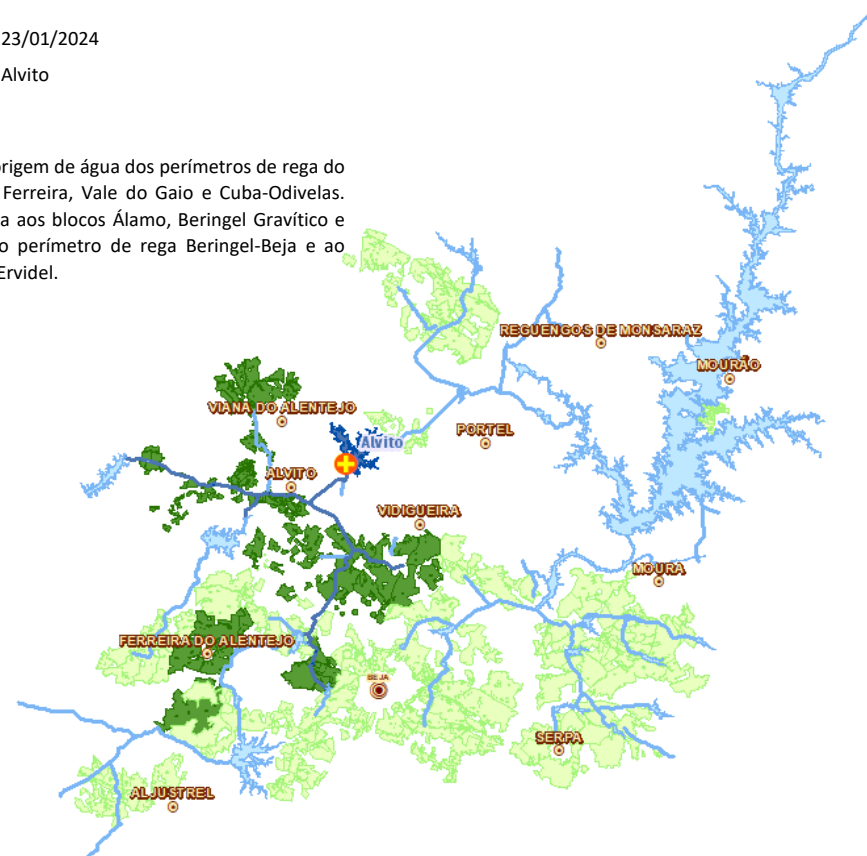 23/01/2024
Alvito
origem de água dos perímetros de rega do
Ferreira, Vale do Gaio e Cuba-Odivelas.
a aos blocos Álamo, Beringel Gravítico e
o perímetro de rega Beringel-Beja e ao
Ervidel.
REGUENGOS DE MONSARAZ
MOURÃO
VIANA DO ALENTEJO
PORTEL
Alvito
ALVITO
VIDIGUEIRA
MOURA
FERREIRA DO ALENTEJO
BEJA
SERPA
ALJUSTREL